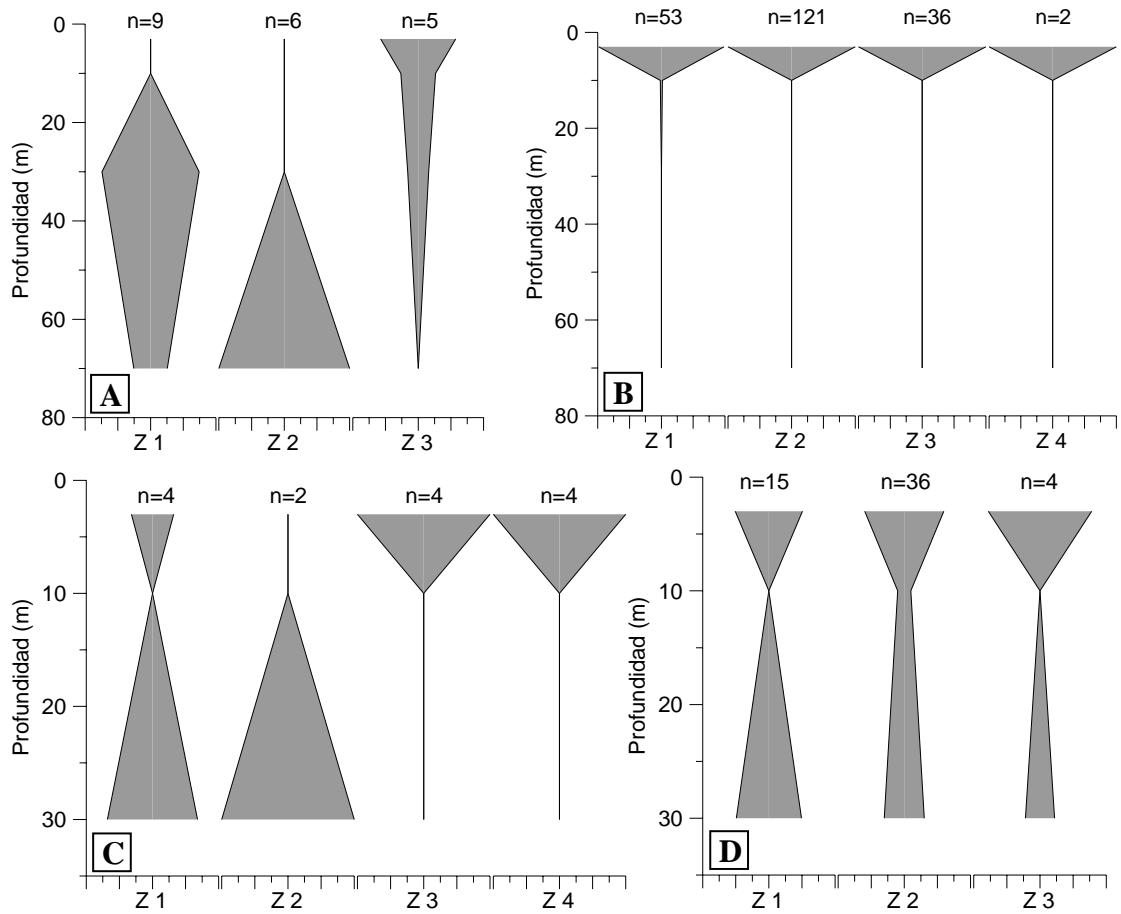 n=9 n=6 n=5
0
20
40
60
80
Profundidad (m)
A
Z 1 Z 2 Z 3
n=53 n=121 n=36 n=2
0
20
40
60
80
Profundidad (m)
B
Z 1 Z 2 Z 3 Z 4
n=4 n=2 n=4 n=4
0
10
20
30
Profundidad (m)
C
Z 1 Z 2 Z 3 Z 4
n=15 n=36 n=4
0
10
20
30
Profundidad (m)
D
Z 1 Z 2 Z 3